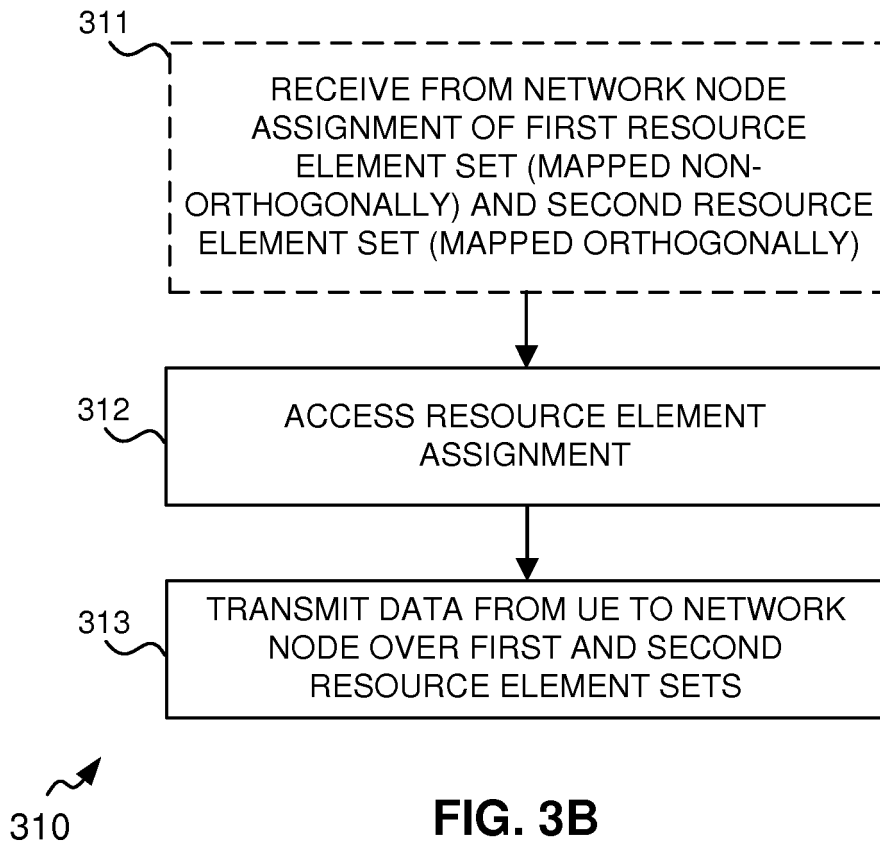 311
RECEIVE FROM NETWORK NODE
ASSIGNMENT OF FIRST RESOURCE
ELEMENT SET (MAPPED NON-
ORTHOGONALLY) AND SECOND RESOURCE
ELEMENT SET (MAPPED ORTHOGONALLY)
312
ACCESS RESOURCE ELEMENT
ASSIGNMENT
313
TRANSMIT DATA FROM UE TO NETWORK
NODE OVER FIRST AND SECOND
RESOURCE ELEMENT SETS
310
FIG. 3B